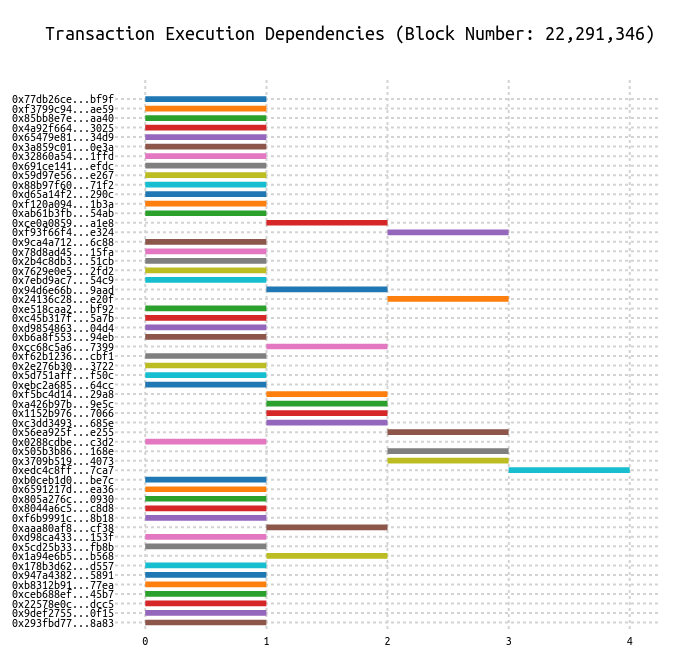 Transaction Execution Dependencies (Block Number: 22,291,346)
0x77db26ce...bf9f
0xf3799c94...ae59
0x85bb8e7e...aa40
0x4a92f664...3025
0x65479e81...34d9
0x3a859c01...0e3a
0x32860a54...1ffd
0x691ce141...efdc
0x59d97e56...e267
0x88b97f60...71f2
0xd65a14f2...290c
0xf120a094...1b3a
0xab61b3fb...54ab
0xce0a0859...a1e8
0xf93f66f4...e324
0x9ca4a712...6c88
0x78d8ad45...15fa
0x2b4c8db3...51cb
0x7629e0e5...2fd2
0x7ebd9ac7...54c9
0x94d6e66b...9aad
0x24136c28...e20f
0xe518caa2...bf92
0xc45b317f...5a7b
0xd9854863...04d4
0xb6a8f553...94eb
0xcc68c5a6...7399
0xf62b1236...cbf1
0x2e276b30...3722
0x5d751aff...f50c
0xebc2a685...64cc
0xf5bc4d14...29a8
0xa426b97b...9e5c
0x1152b976...7066
0xc3dd3493...685e
0x56ea925f...e255
0x0288cdbe...c3d2
0x505b3b86...168e
0x3709b519...4073
0xedc4c8ff...7ca7
0xb0ceb1d0...be7c
0x6591217d...ea36
0x805a276c...0930
0x8044a6c5...c8d8
0xf6b9991c...8b18
0xaaa80af8...cf38
0xd98ca433...153f
0x5cd25b33...fb8b
0x1a94e6b5...b568
0x178b3d62...d557
0x947a4382...5891
0xb8312b91...77ea
0xceb688ef...45b7
0x22578e0c...dcc5
0x9def2755...0f15
0x293fbd77...8a83
0 1 2 3 4